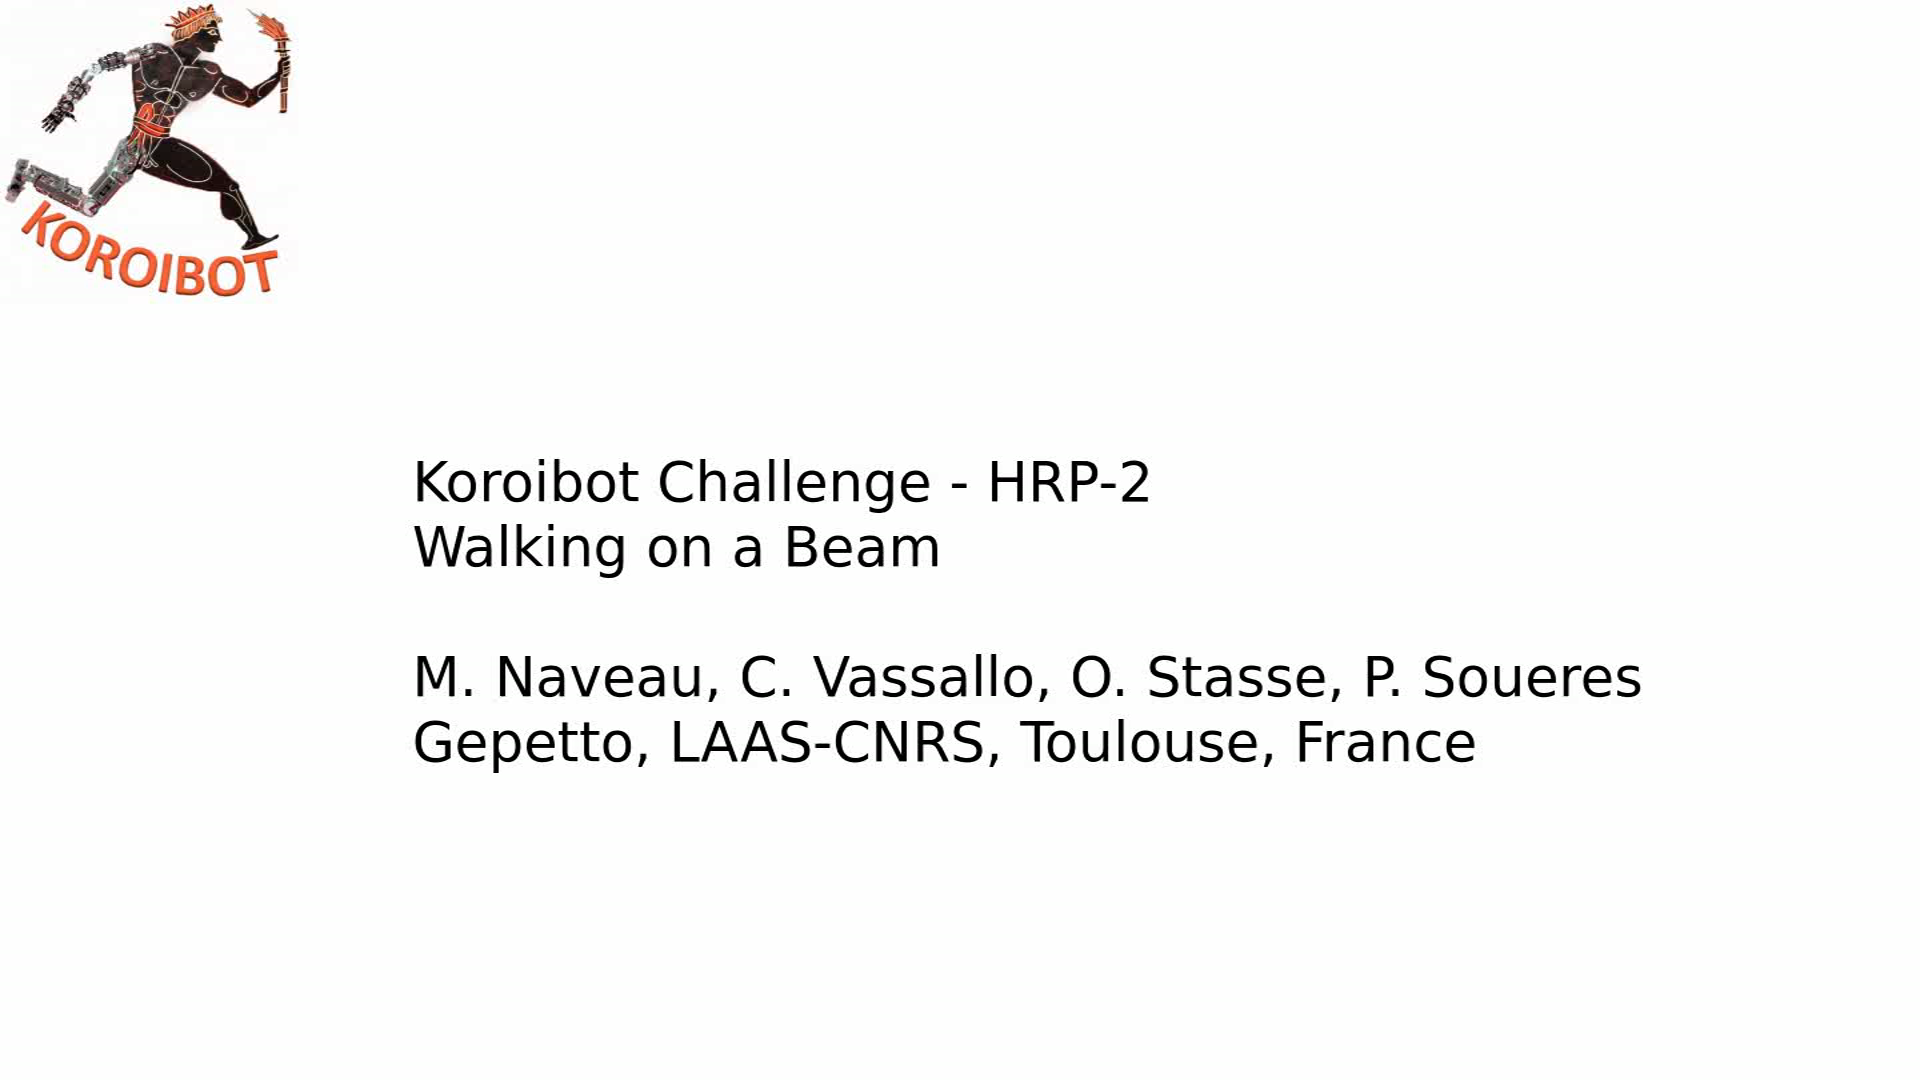 KOROIBOT
Koroibot Challenge - HRP-2
Walking on a Beam
M. Naveau, C. Vassallo, O. Stasse, P. Soueres
Gepetto, LAAS-CNRS, Toulouse, France